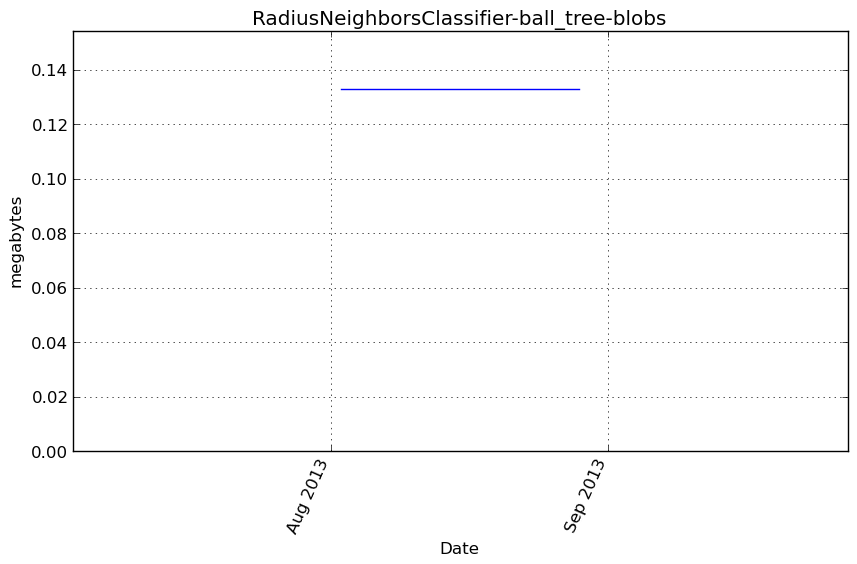 RadiusNeighborsClassifier-ball_tree-blobs
0.14
0.12
0.10
0.08
0.06
0.04
0.02
0.00
megabytes
Aug 2013
Sep 2013
Date